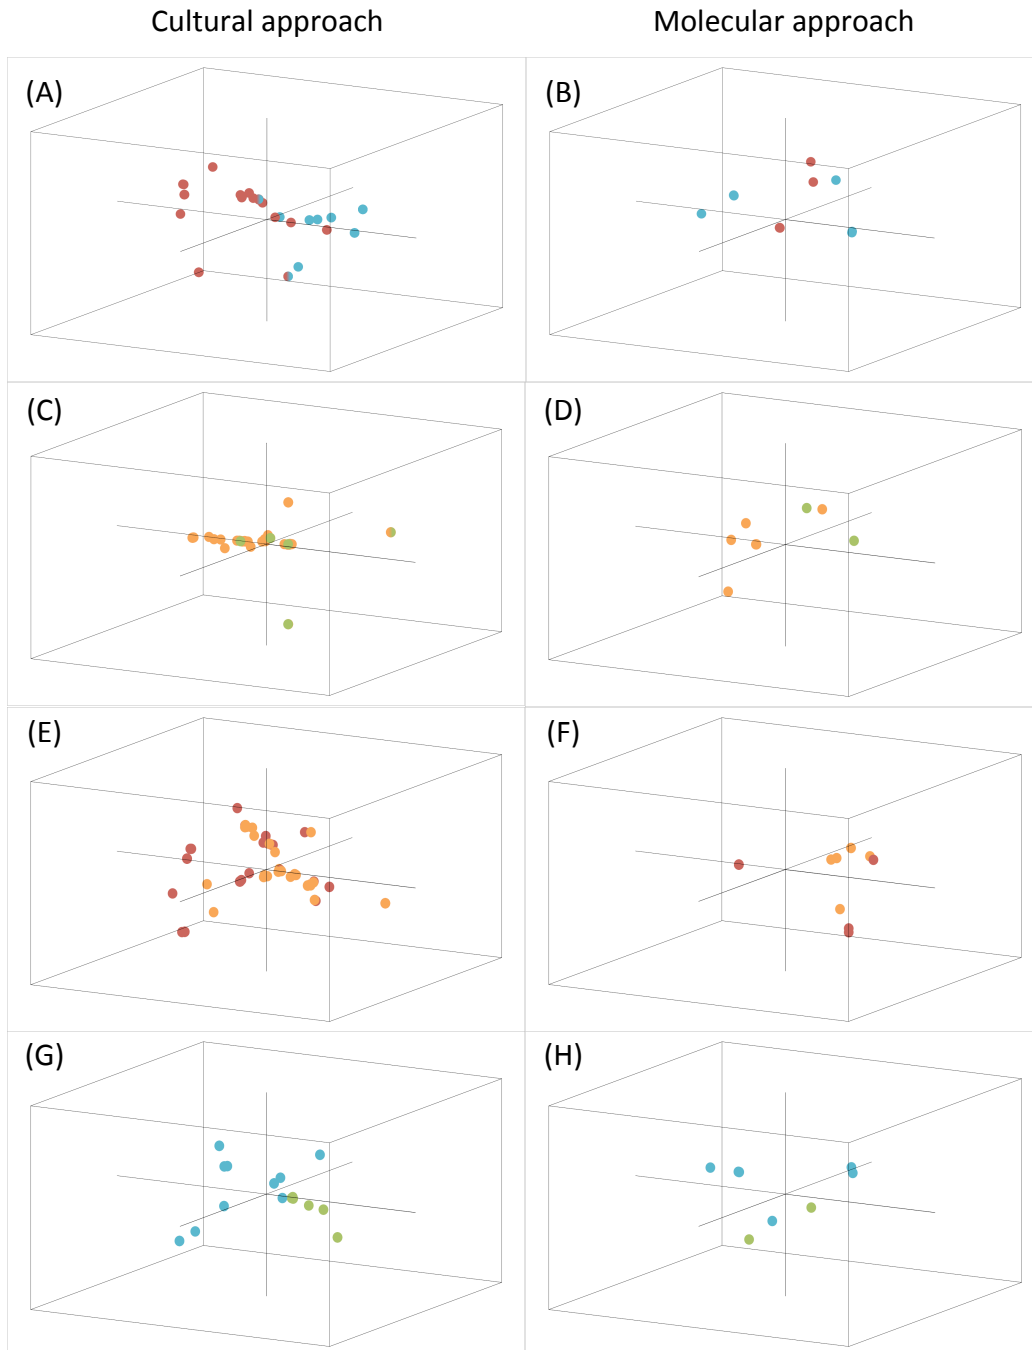 Cultural approach Molecular approach
(A) (B)
(C) (D)
(E) (F)
(G) (H)